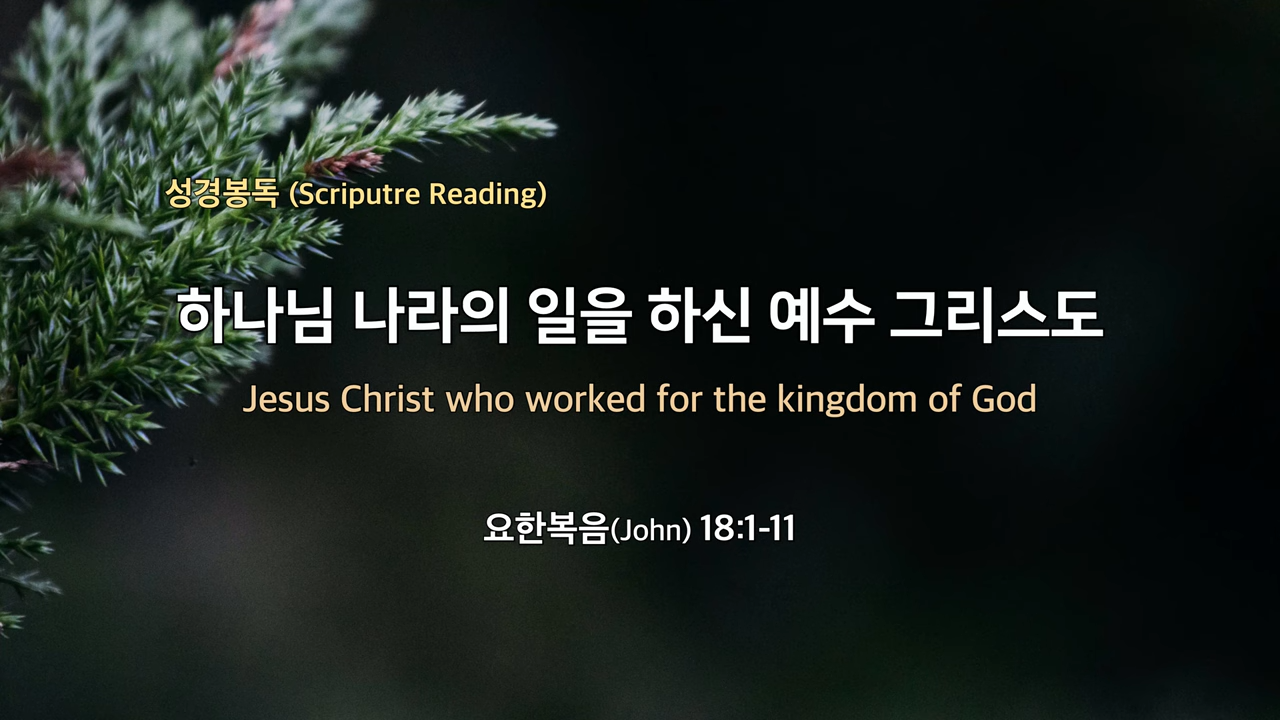 성경봉독 (Scriputre Reading)
하나님 나라의 일을 하신 예수 그리스도
Jesus Christ who worked for the kingdom of God
요한복음(John) 18:1-11